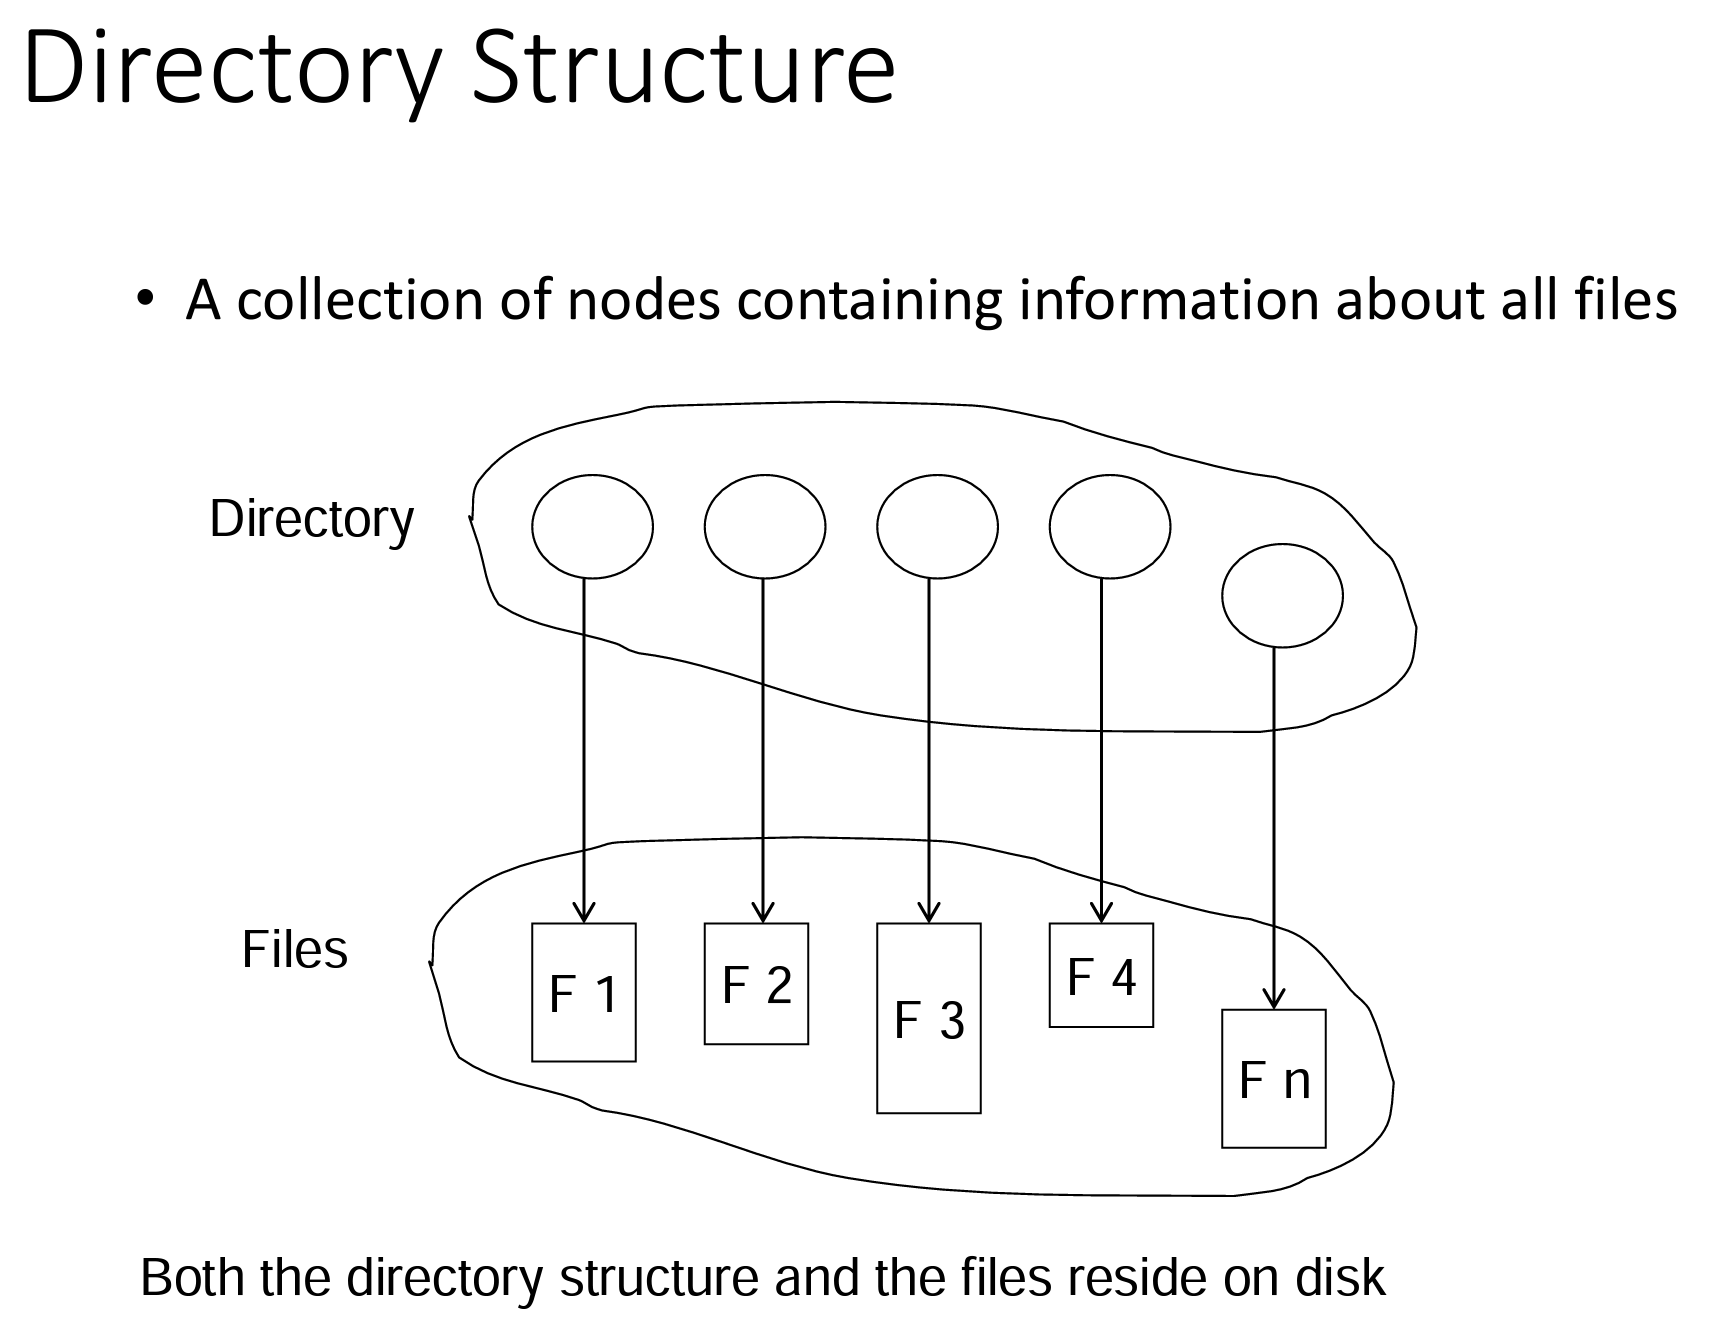 Directory Structure
• A collection of nodes containing information about all files
Directory
Files
F 1
F 2
F 3
F 4
F n
Both the directory structure and the files reside on disk